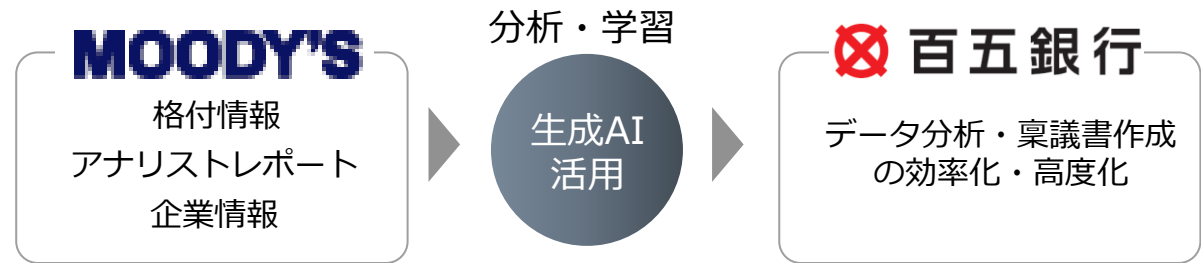 MOODY'S
格付情報
アナリストレポート
企業情報
分析・学習
生成AI
活用
百五銀行
データ分析・稟議書作成
の効率化・高度化